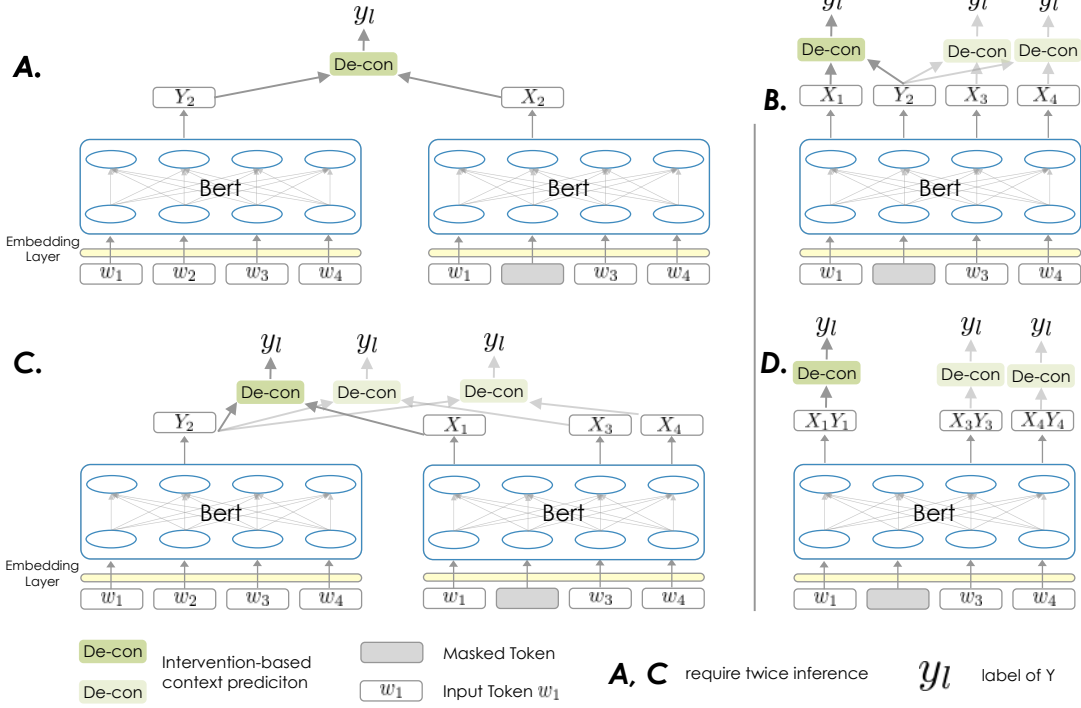 y_l
De-con
A.
Y_2
X_2
Bert
Bert
Embedding
Layer
w_1
w_2
w_3
w_4
w_1
w_3
w_4
y_l
y_l
y_l
De-con
De-con
De-con
B.
X_1
Y_2
X_3
X_4
Bert
w_1
w_3
w_4
C.
y_l
y_l
y_l
De-con
De-con
De-con
Y_2
X_1
X_3
X_4
Bert
Bert
Embedding
Layer
w_1
w_2
w_3
w_4
w_1
w_3
w_4
D.
y_l
y_l
y_l
De-con
De-con
De-con
X_1Y_1
X_3Y_3
X_4Y_4
Bert
w_1
w_3
w_4
De-con
De-con
Intervention-based
context prediciton
Masked Token
w_1
Input Token w_1
A, C require twice inference
y_l
label of Y